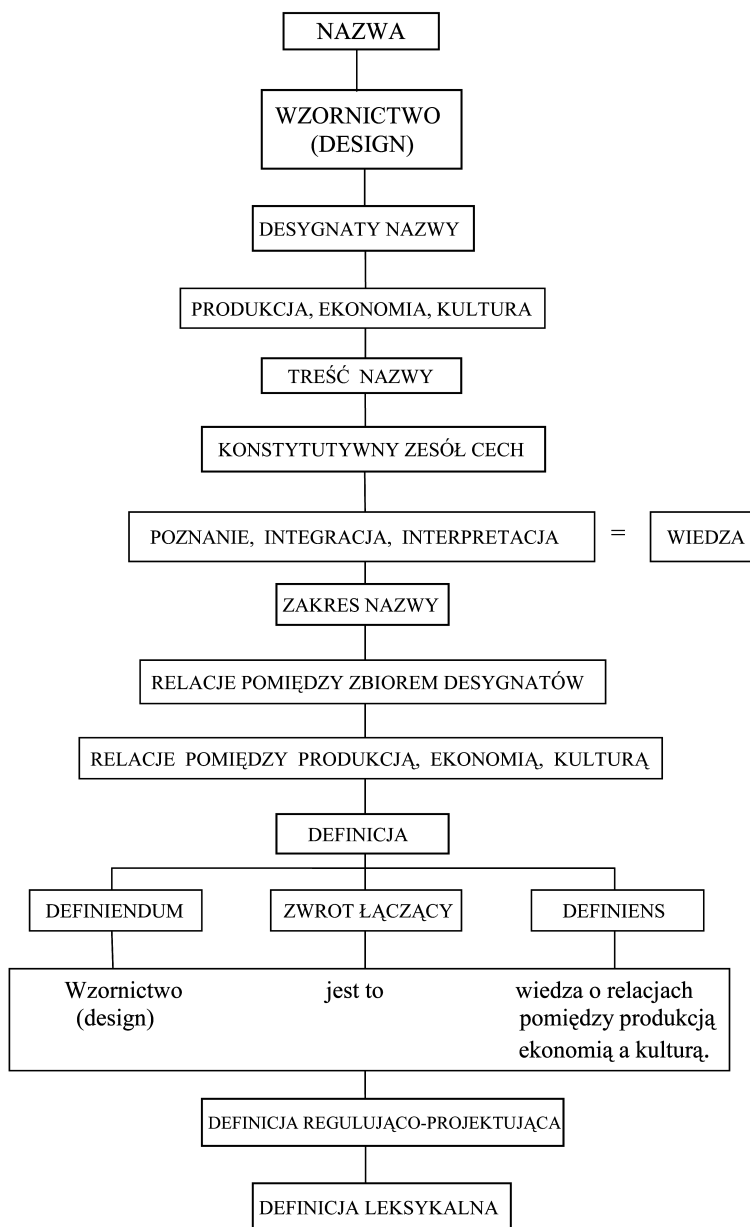 NAZWA
WZORNICTWO
(DESIGN)
DESYGNATY NAZWY
PRODUKCJA, EKONOMIA, KULTURA
TREŚĆ NAZWY
KONSTYTUTYWNY ZESÓŁ CECH
POZNANIE, INTEGRACJA, INTERPRETACJA = WIEDZA
ZAKRES NAZWY
RELACJE POMIĘDZY ZBIOREM DESYGNATÓW
RELACJE POMIĘDZY PRODUKCJĄ, EKONOMIĄ, KULTURĄ
DEFINICJA
DEFINIENDUM ZWROT ŁĄCZĄCY DEFINIENS
Wzornictwo jest to wiedza o relacjach
(design) pomiędzy produkcją
ekonomią a kulturą.
DEFINICJA REGULUJĄCO-PROJEKTUJĄCA
DEFINICJA LEKSYKALNA